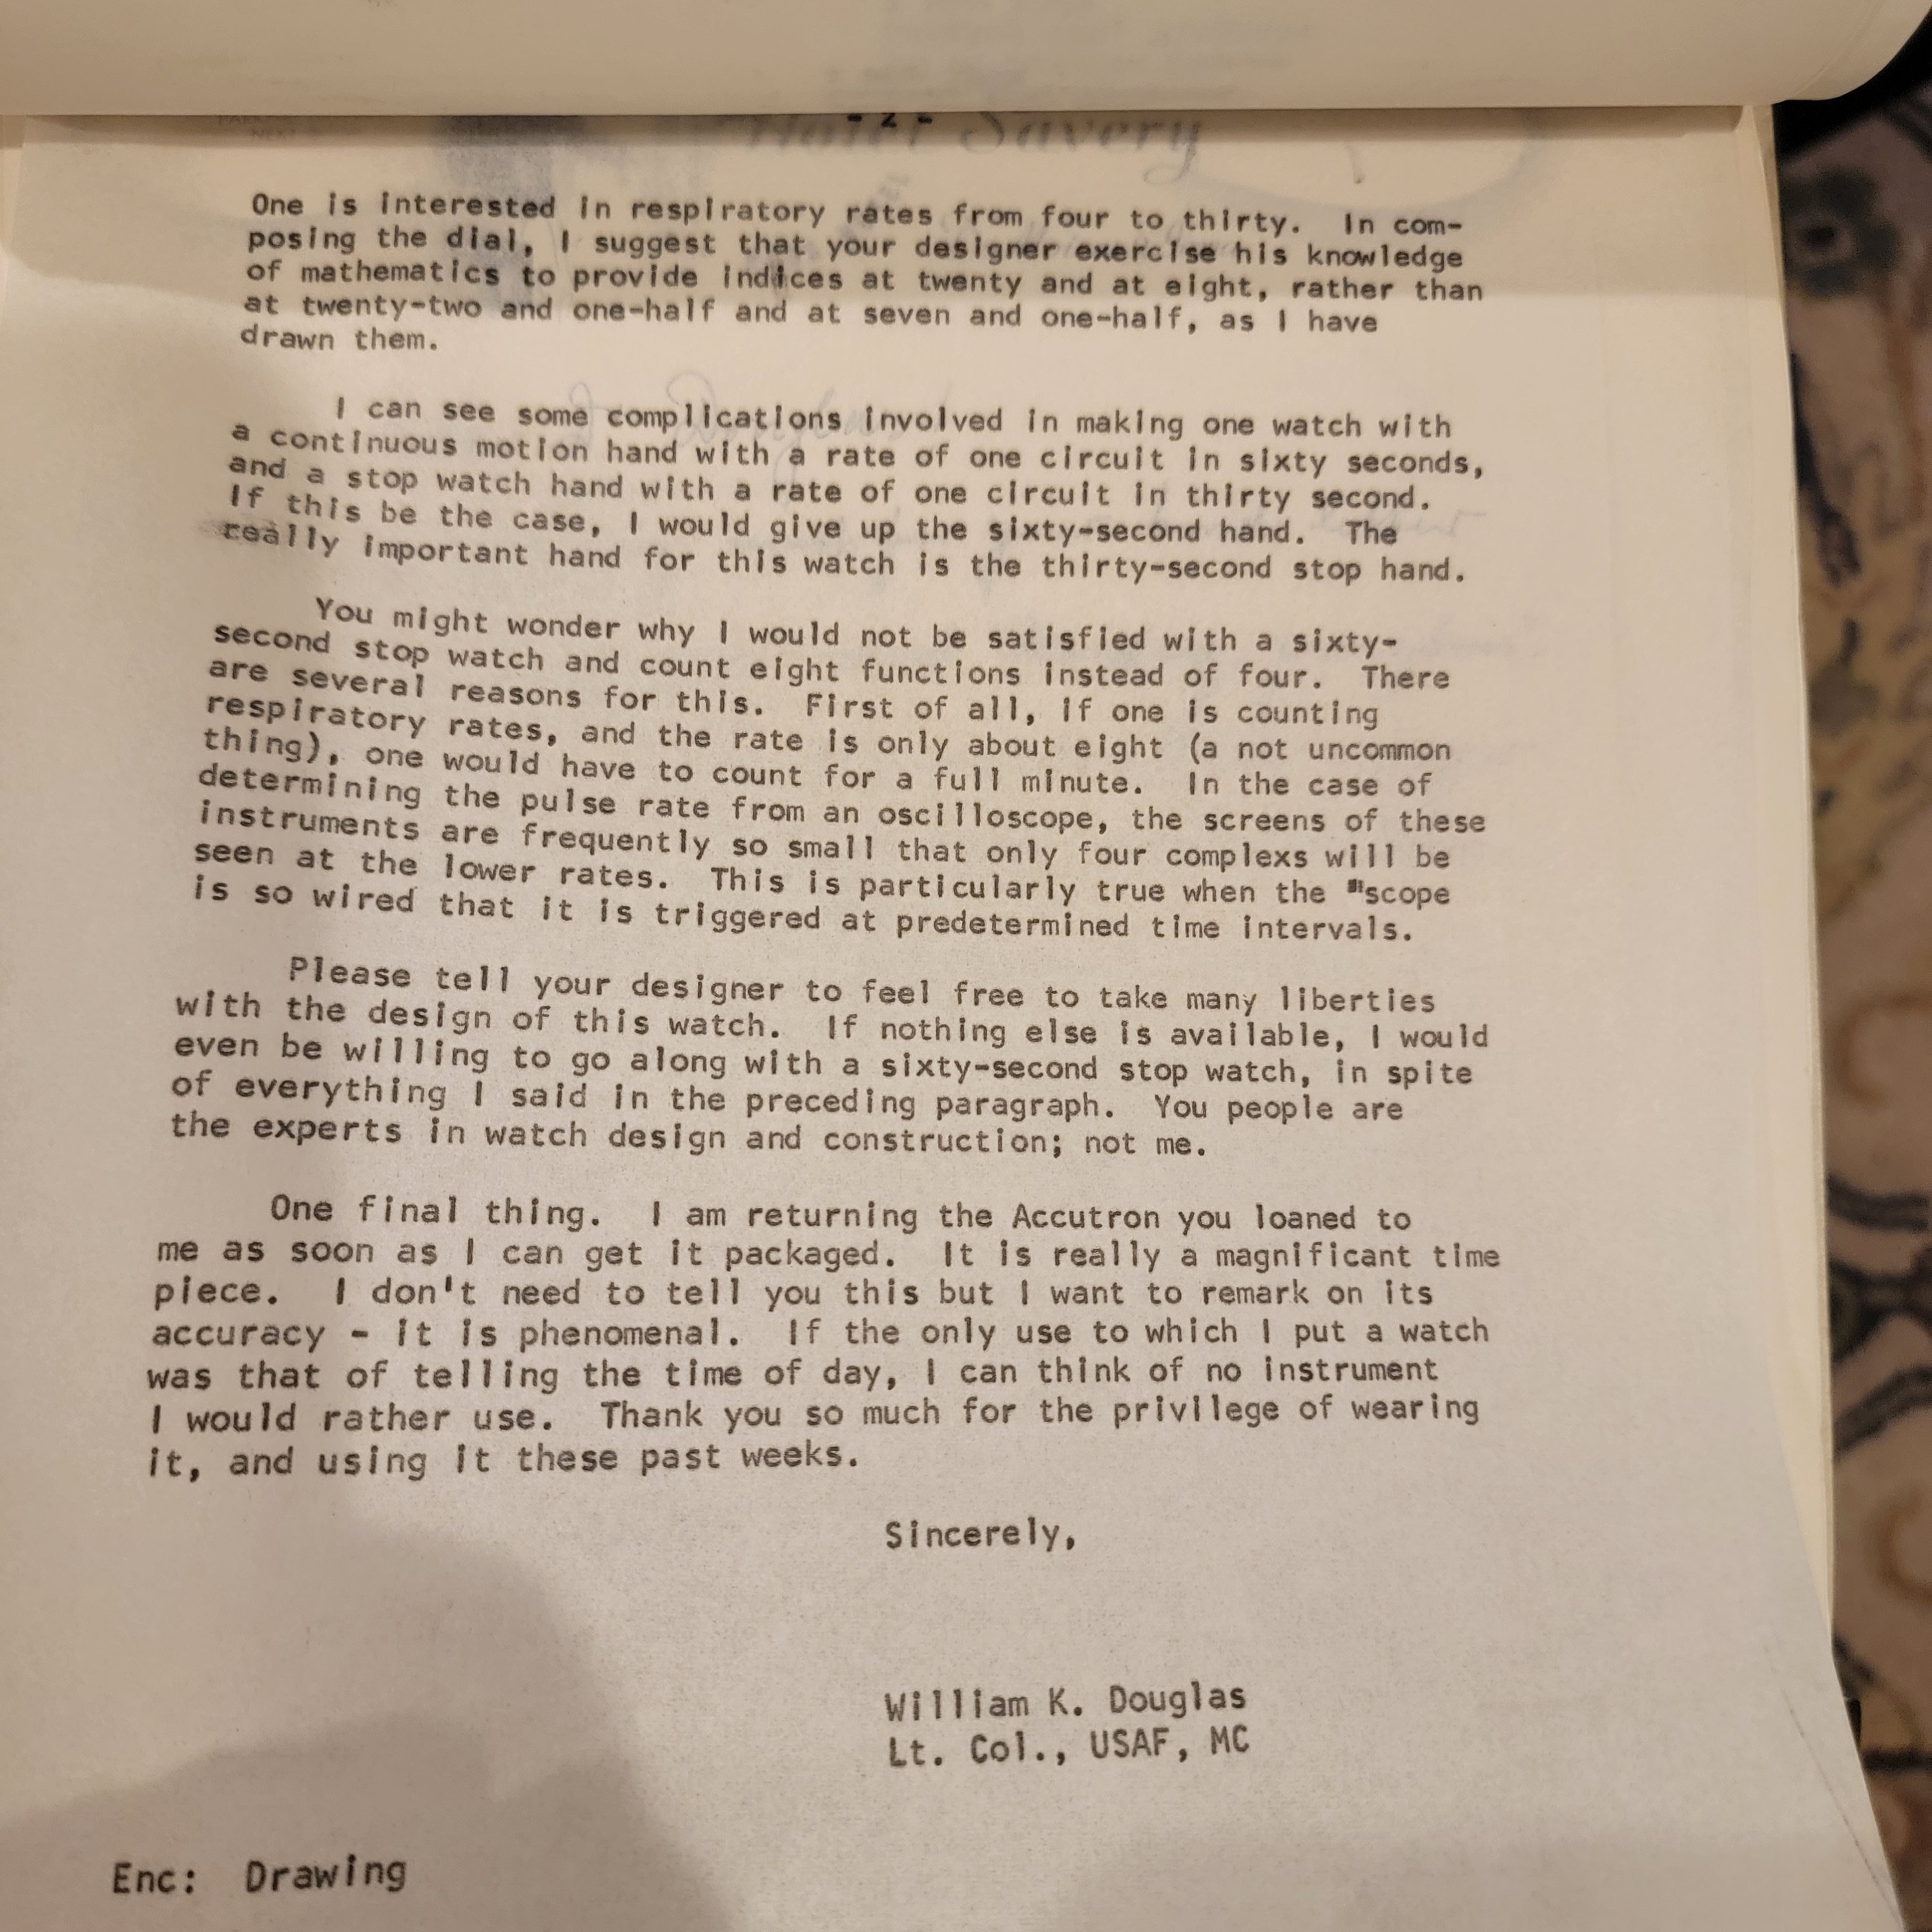 - 2 -
Hotel Savery
One is interested in respiratory rates from four to thirty. In com-
posing the dial, I suggest that your designer exercise his knowledge
of mathematics to provide indices at twenty and at eight, rather than
at twenty-two and one-half and at seven and one-half, as I have
drawn them.
I can see some complications involved in making one watch with
a continuous motion hand with a rate of one circuit in sixty seconds,
and a stop watch hand with a rate of one circuit in thirty second.
If this be the case, I would give up the sixty-second hand. The
really important hand for this watch is the thirty-second stop hand.
You might wonder why I would not be satisfied with a sixty-
second stop watch and count eight functions instead of four. There
are several reasons for this. First of all, if one is counting
respiratory rates, and the rate is only about eight (a not uncommon
thing), one would have to count for a full minute. In the case of
determining the pulse rate from an oscilloscope, the screens of these
instruments are frequently so small that only four complexs will be
seen at the lower rates. This is particularly true when the "scope
is so wired that it is triggered at predetermined time intervals.
Please tell your designer to feel free to take many liberties
with the design of this watch. If nothing else is available, I would
even be willing to go along with a sixty-second stop watch, in spite
of everything I said in the preceding paragraph. You people are
the experts in watch design and construction; not me.
One final thing. I am returning the Accutron you loaned to
me as soon as I can get it packaged. It is really a magnificant time
piece. I don't need to tell you this but I want to remark on its
accuracy - it is phenomenal. If the only use to which I put a watch
was that of telling the time of day, I can think of no instrument
I would rather use. Thank you so much for the privilege of wearing
it, and using it these past weeks.
Sincerely,
William K. Douglas
Lt. Col., USAF, MC
Enc: Drawing